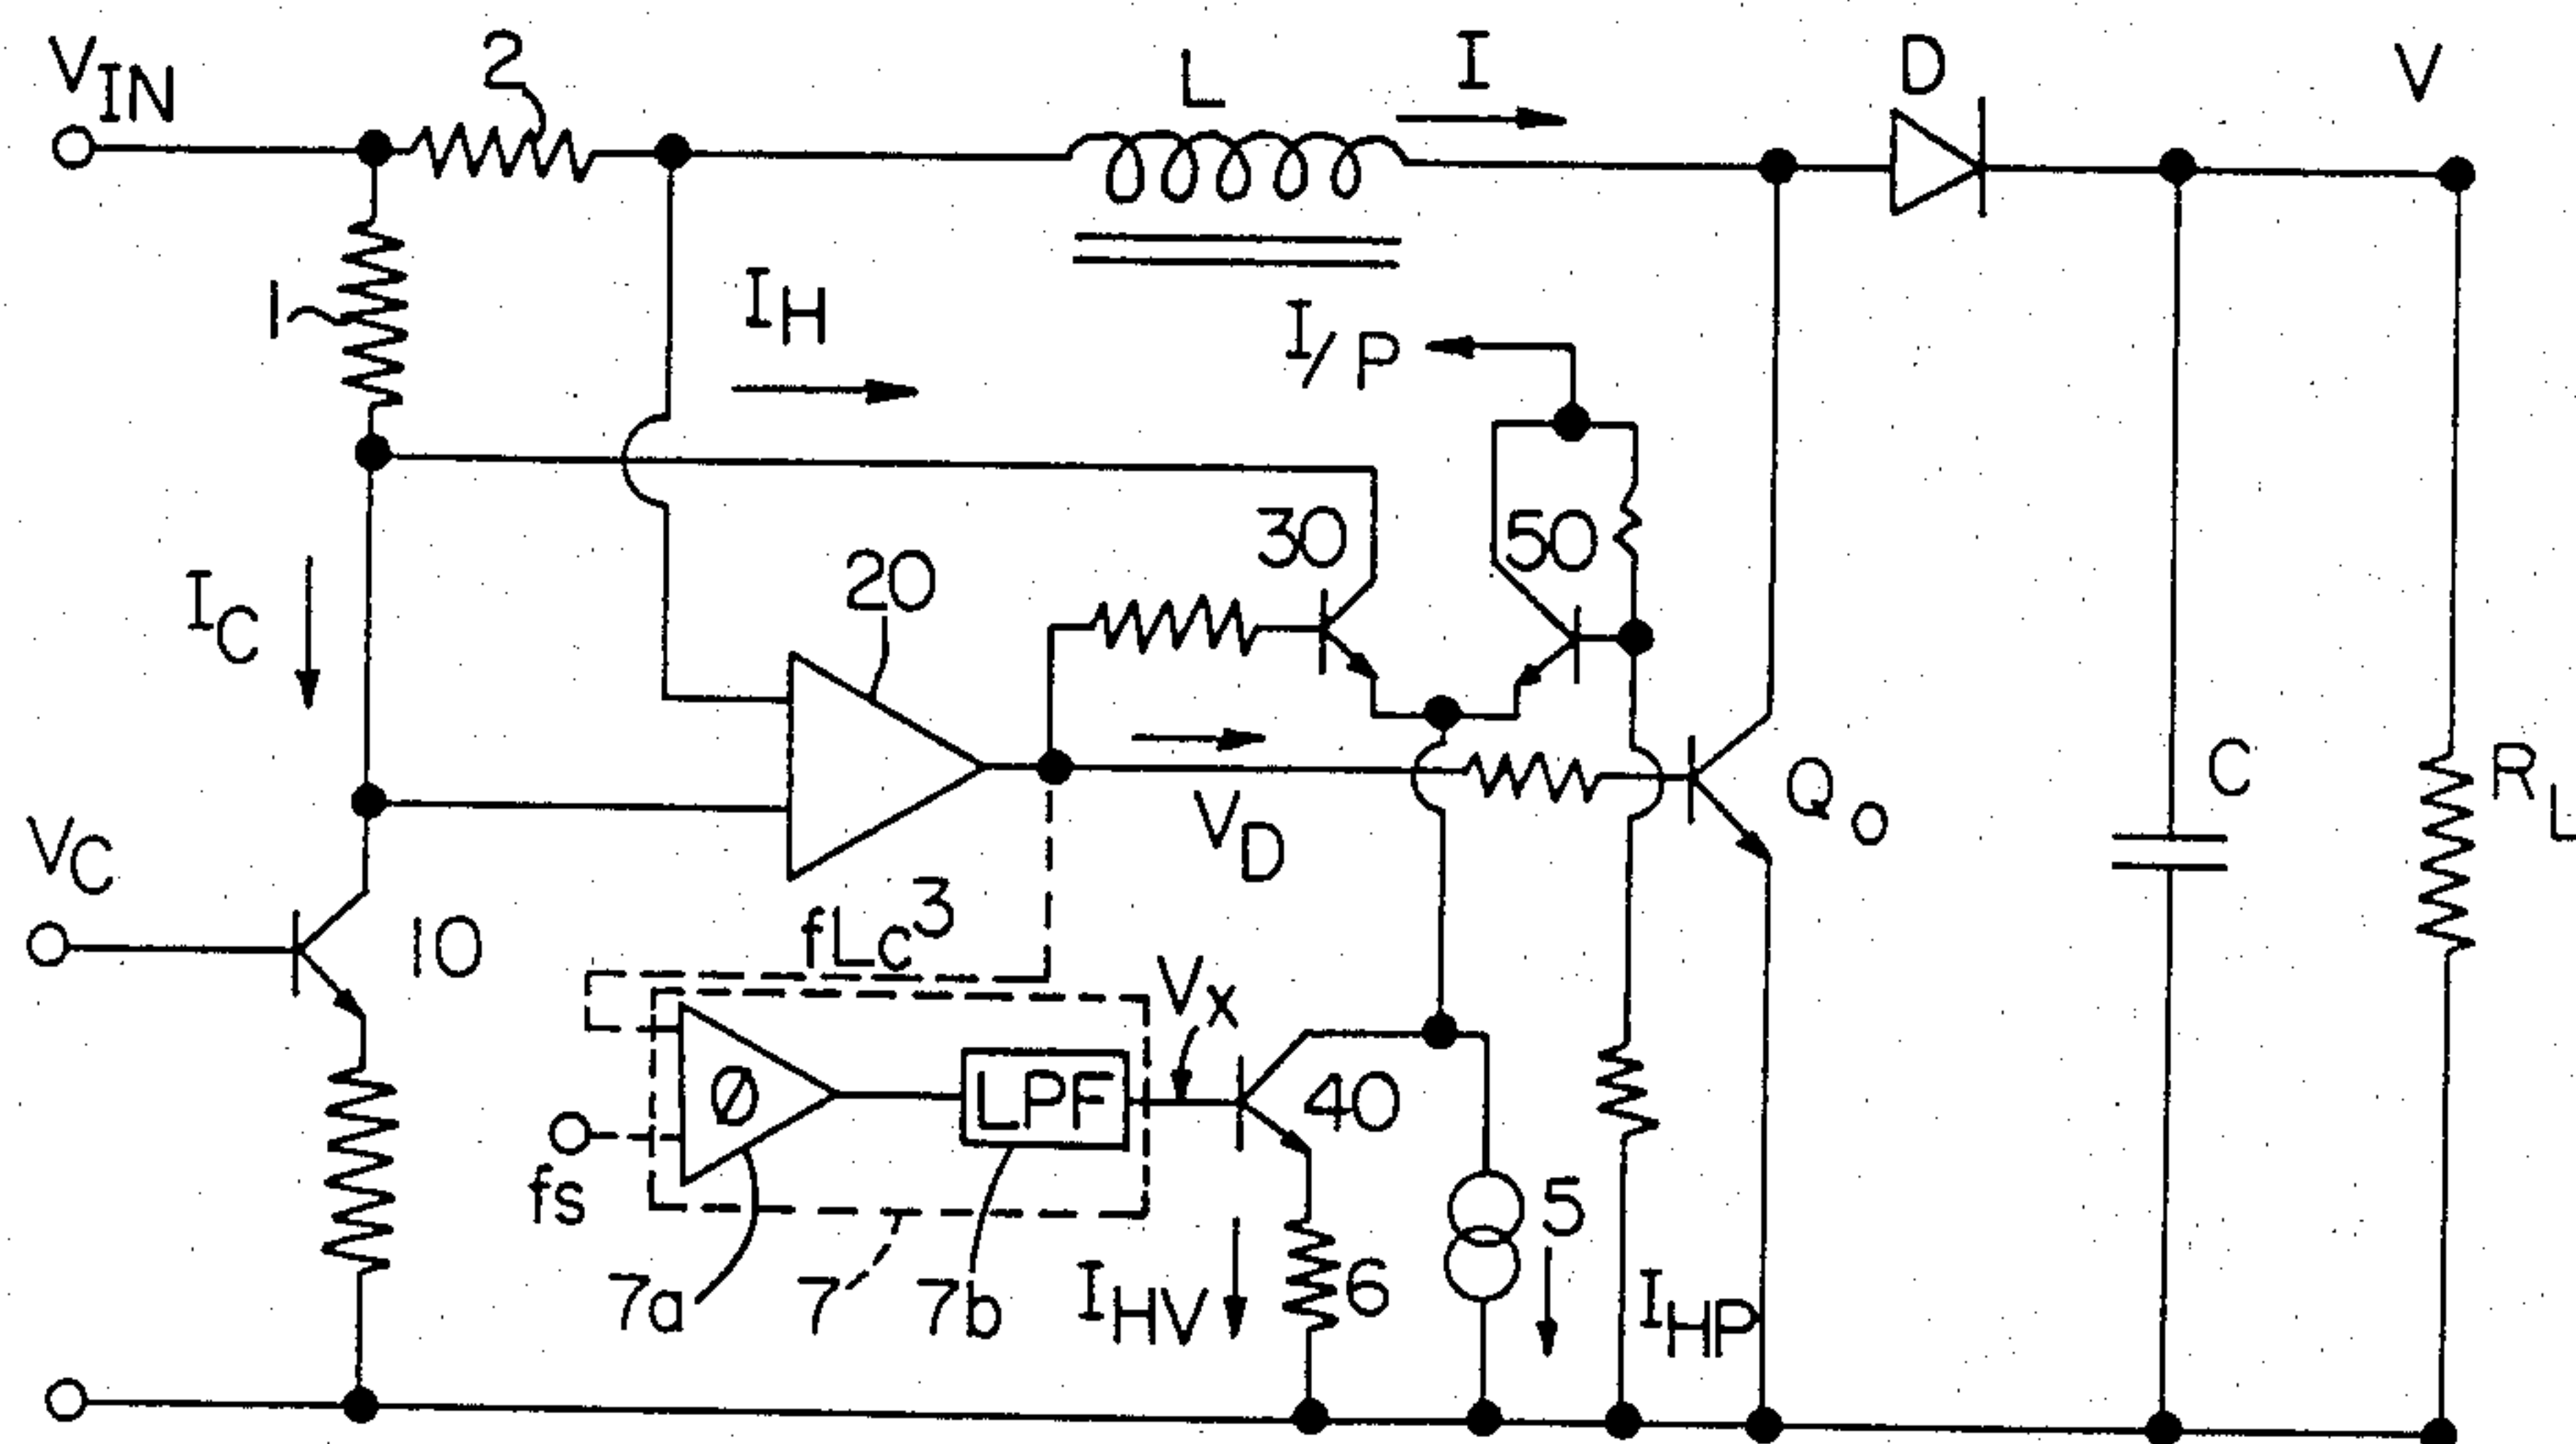 V_IN
2
L
I
D
V
1
I_H
I/P
30
50
I_C
20
V_D
Q_O
C
R_L
V_C
10
fLC 3
V_X
Ø
LPF
40
fs
7a
7
7b
I_HV
6
5
I_HP